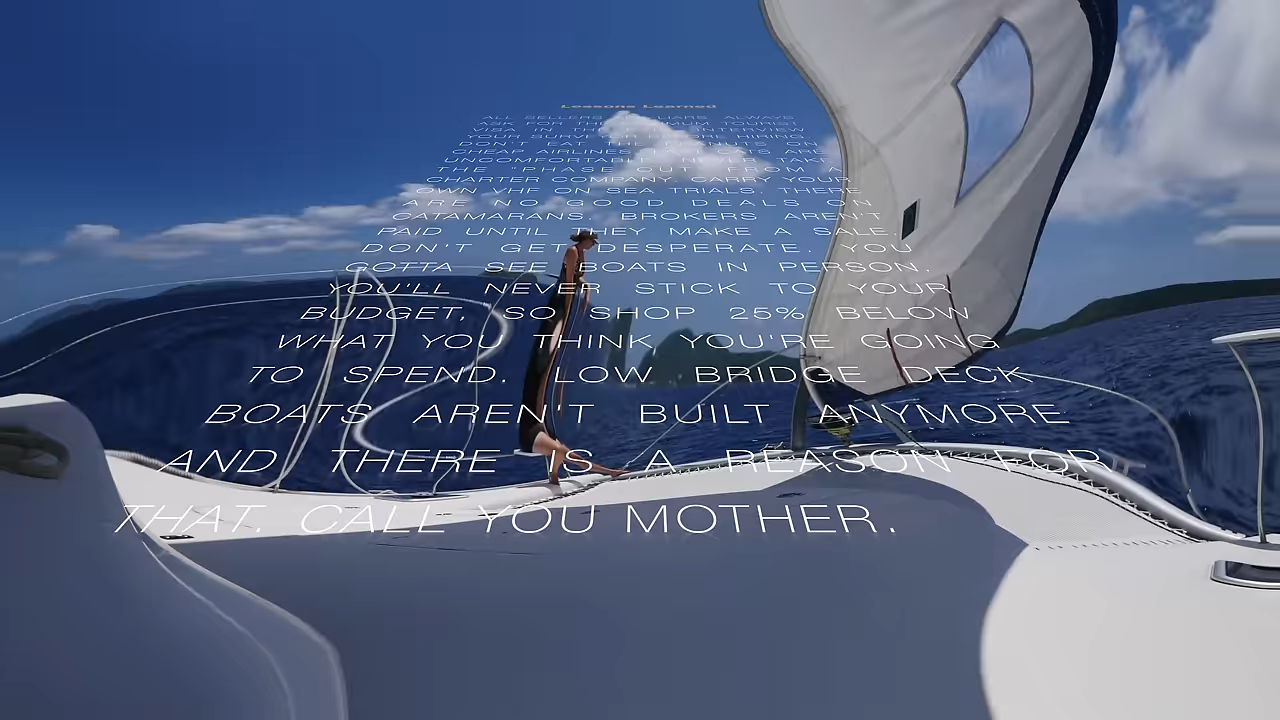 Lessons Learned
ALL SELLERS ARE LIARS. ALWAYS
ASK FOR THE MAXIMUM TOURIST
VISA IN THE INTERVIEW
YOUR SURVEYOR BEFORE HIRING.
DON'T EAT THE PEANUTS ON
CHEAP AIRLINES. FAST CATS ARE
UNCOMFORTABLE. NEVER TAKE
THE "PHASE OUT" FROM A
CHARTER COMPANY. CARRY YOUR
OWN VHF ON SEA TRIALS. THERE
ARE NO GOOD DEALS ON
CATAMARANS. BROKERS AREN'T
PAID UNTIL THEY MAKE A SALE.
DON'T GET DESPERATE. YOU
GOTTA SEE BOATS IN PERSON.
YOU'LL NEVER STICK TO YOUR
BUDGET, SO SHOP 25% BELOW
WHAT YOU THINK YOU'RE GOING
TO SPEND. LOW BRIDGE DECK
BOATS AREN'T BUILT ANYMORE
AND THERE IS A REASON FOR
THAT. CALL YOU MOTHER.